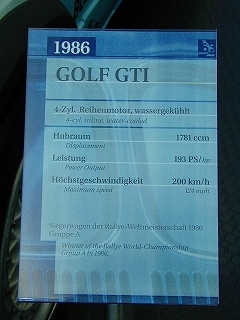 1986
GOLF GTI
4-Zyl.-Reihenmotor, wassergekühlt
4-cyl. inline, water-cooled
Hubraum 1781 ccm
Displacement
Leistung 193 PS/hp
Power Output
Höchstgeschwindigkeit 200 km/h
Maximum speed 124 mph
Siegerwagen der Rallye-Weltmeisterschaft 1986
Gruppe A.
Winner of the Rallye World-Championship
Group A in 1986.